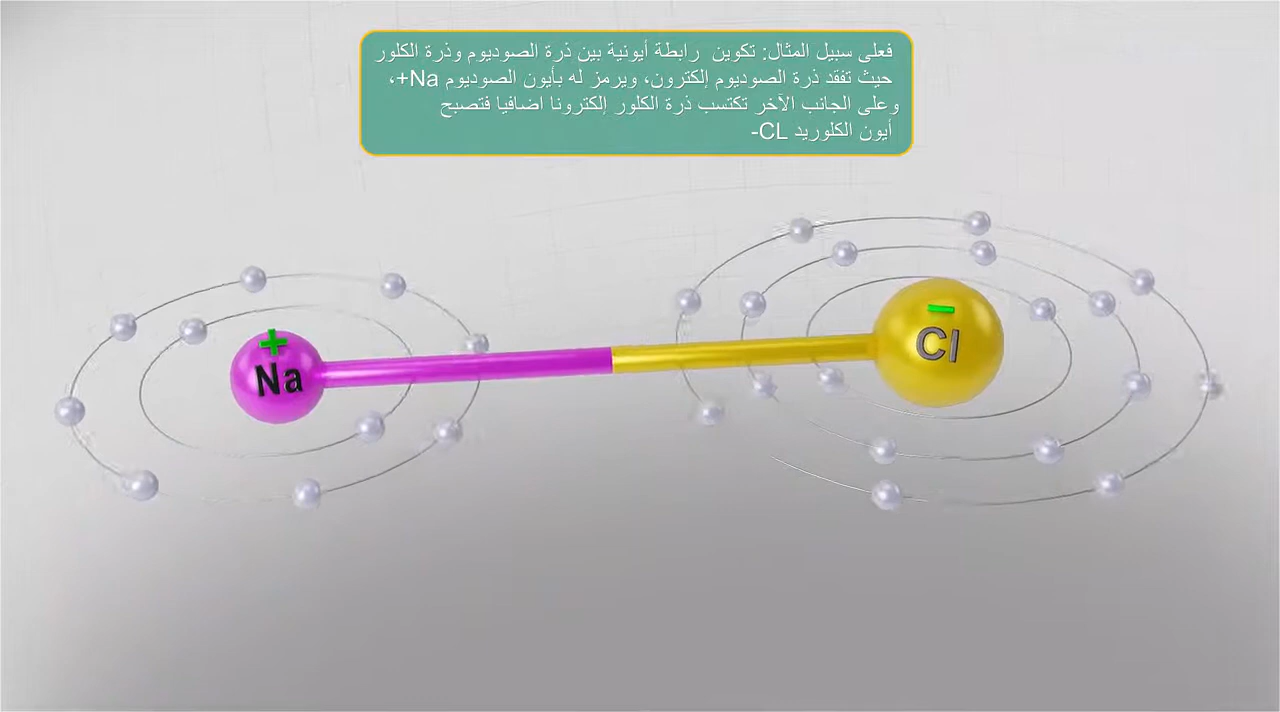 فعلى سبيل المثال: تكوين رابطة أيونية بين ذرة الصوديوم وذرة الكلور
حيث تفقد ذرة الصوديوم إلكترون، ويرمز له بأيون الصوديوم Na+،
وعلى الجانب الآخر تكتسب ذرة الكلور إلكترونا اضافيا فتصبح
أيون الكلوريد CL-
+
Na
-
Cl